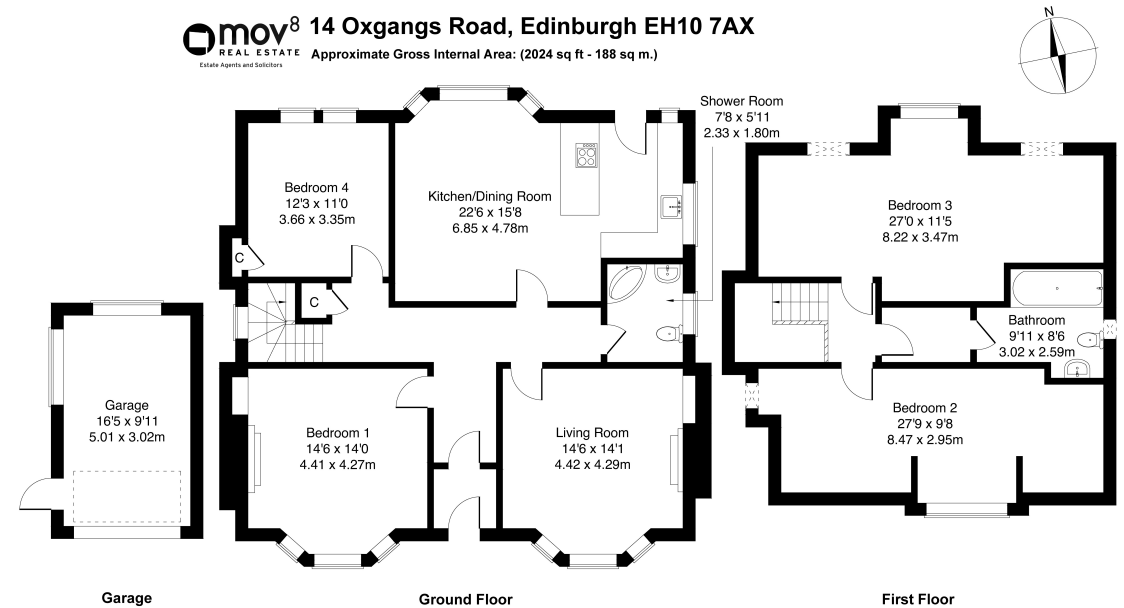 mov8
REAL ESTATE
Estate Agents and Solicitors
14 Oxgangs Road, Edinburgh EH10 7AX
Approximate Gross Internal Area: (2024 sq ft - 188 sq m.)
N
Shower Room
7'8 x 5'11
2.33 x 1.80m
Bedroom 4
12'3 x 11'0
3.66 x 3.35m
Kitchen/Dining Room
22'6 x 15'8
6.85 x 4.78m
Bedroom 3
27'0 x 11'5
8.22 x 3.47m
C
C
Bathroom
9'11 x 8'6
3.02 x 2.59m
Garage
16'5 x 9'11
5.01 x 3.02m
Bedroom 1
14'6 x 14'0
4.41 x 4.27m
Living Room
14'6 x 14'1
4.42 x 4.29m
Bedroom 2
27'9 x 9'8
8.47 x 2.95m
Garage
Ground Floor
First Floor